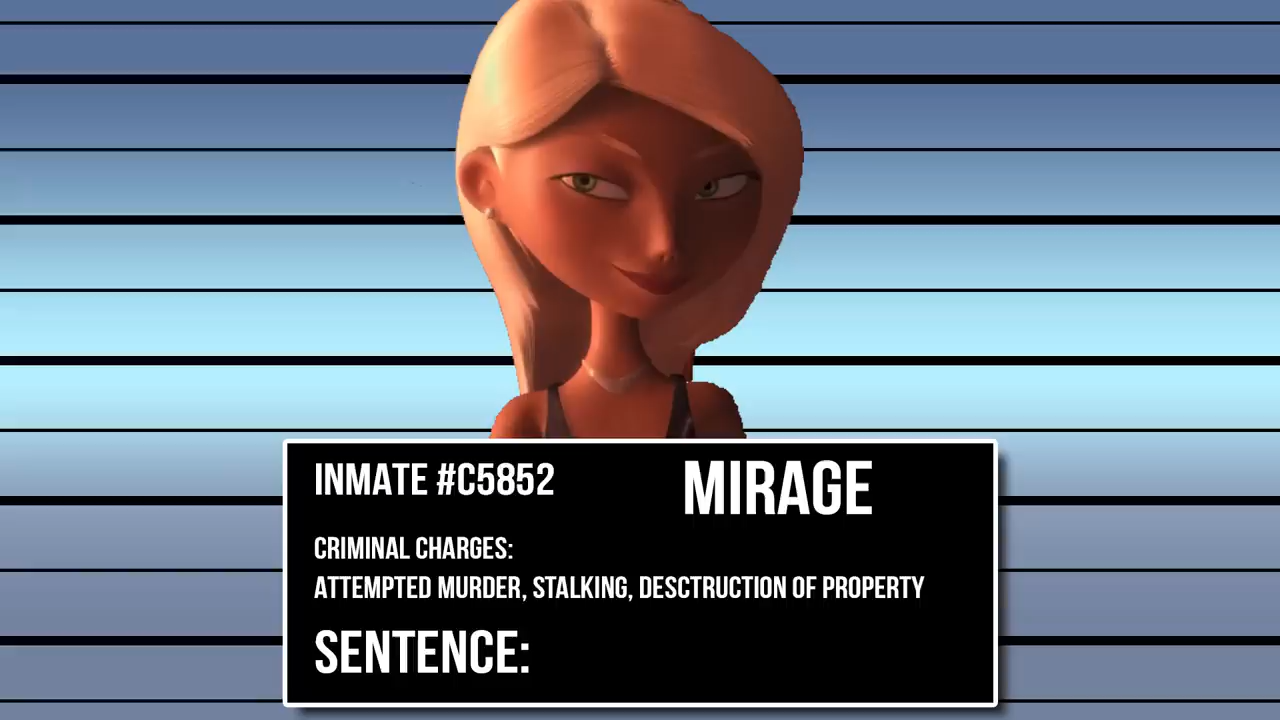 INMATE #C5852
MIRAGE
CRIMINAL CHARGES:
ATTEMPTED MURDER, STALKING, DESCTRUCTION OF PROPERTY
SENTENCE: